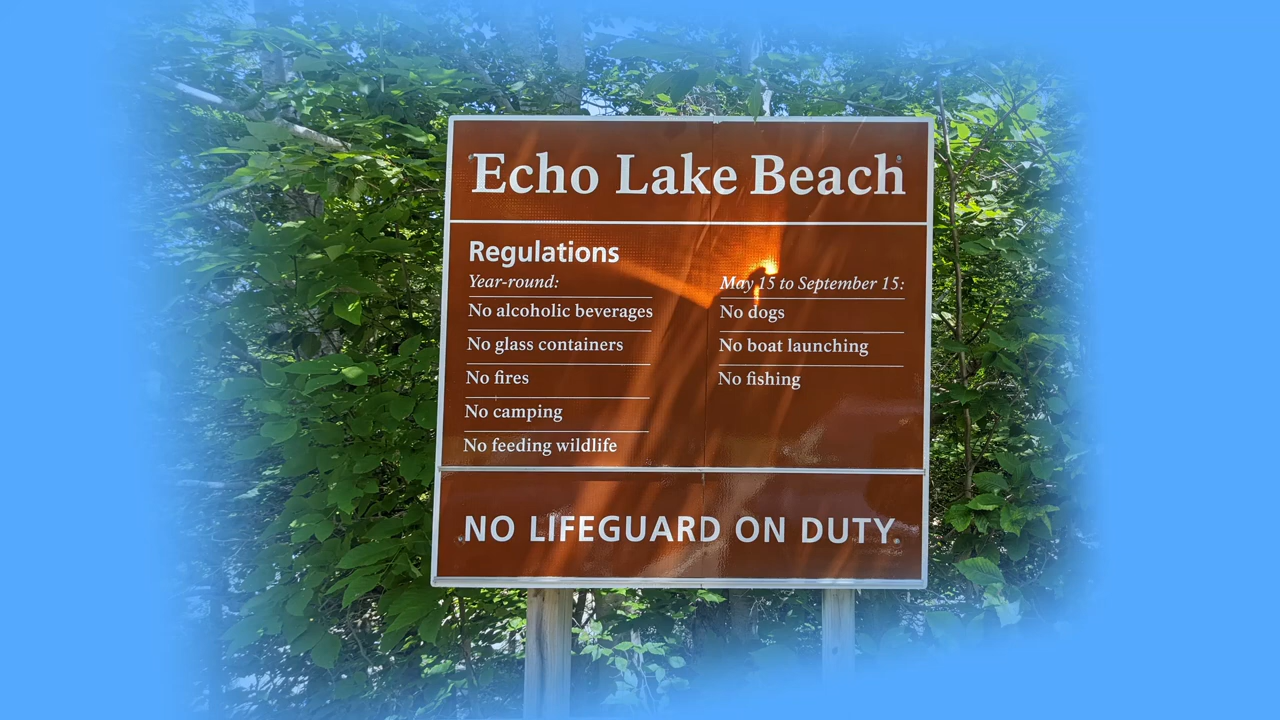 Echo Lake Beach
Regulations
Year-round:
No alcoholic beverages
No glass containers
No fires
No camping
No feeding wildlife
May 15 to September 15:
No dogs
No boat launching
No fishing
NO LIFEGUARD ON DUTY